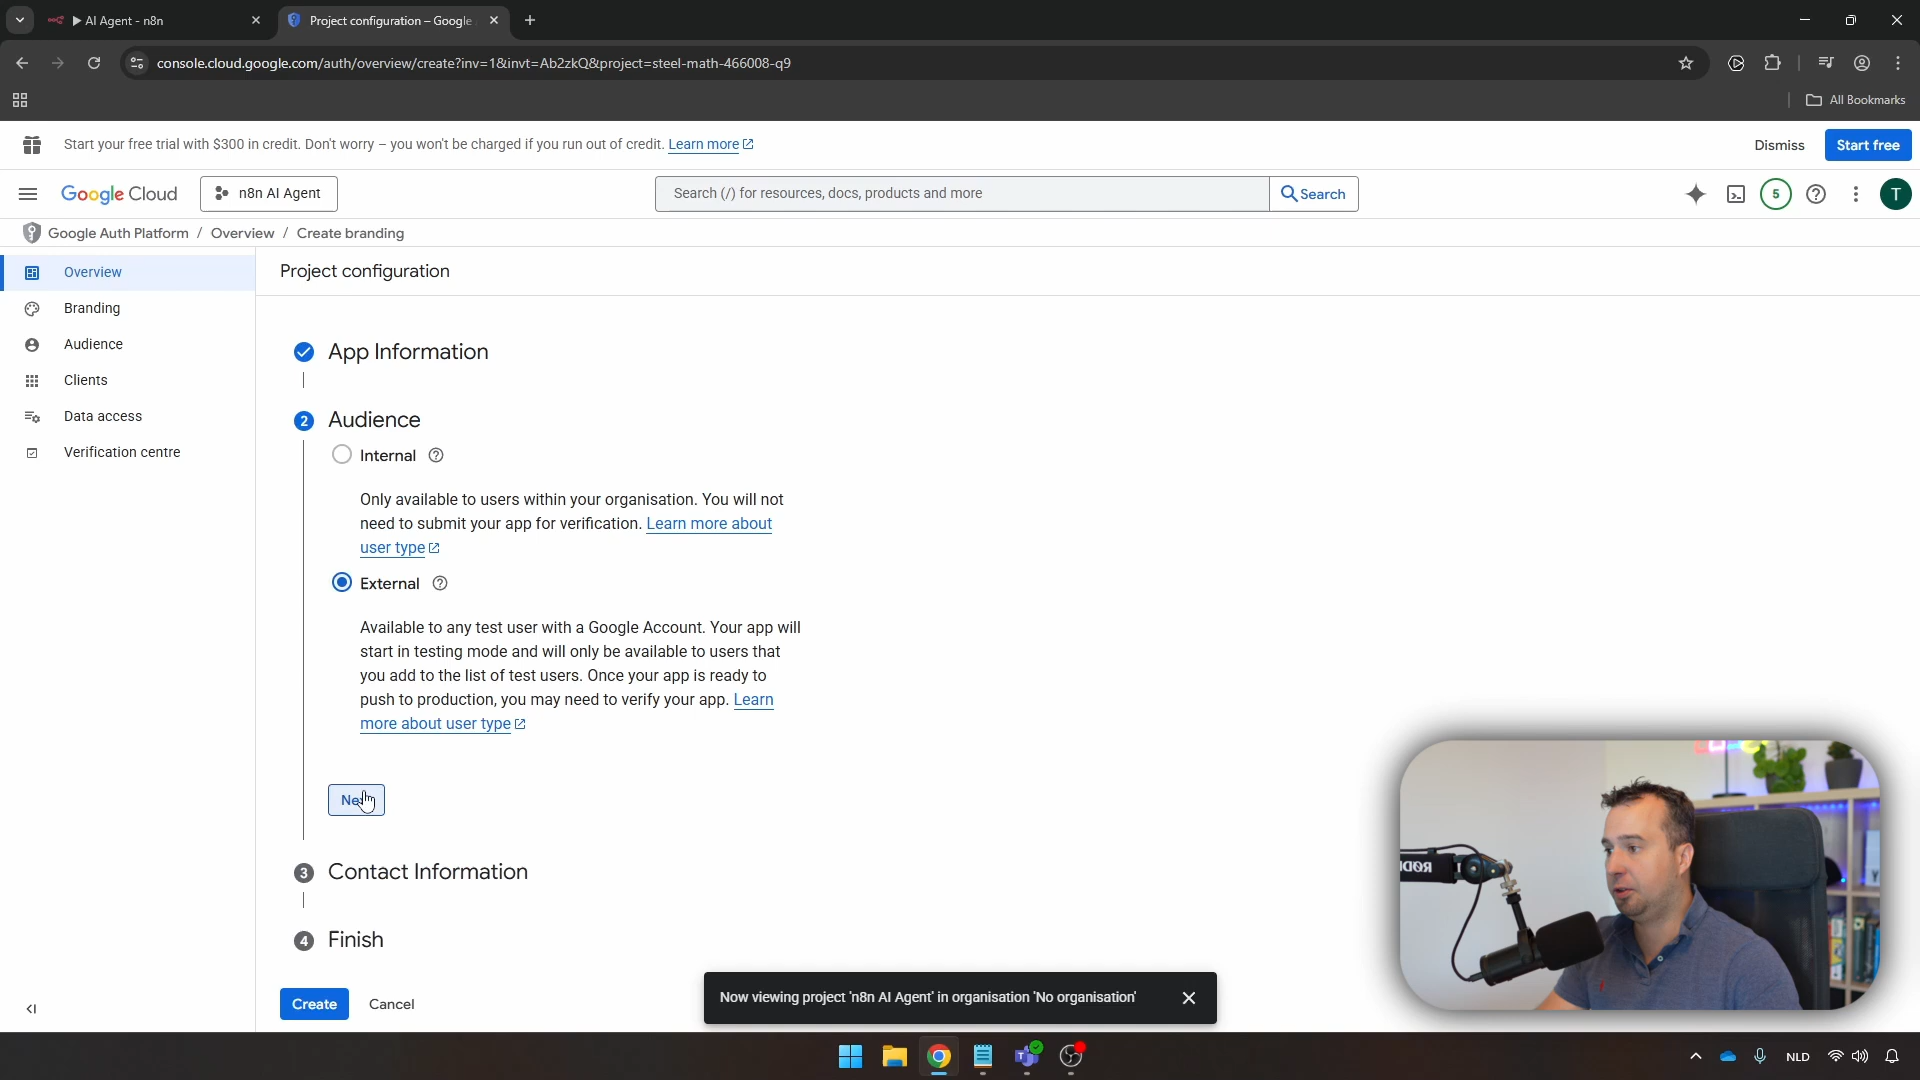 ▶ AI Agent - n8n
Project configuration – Google
console.cloud.google.com/auth/overview/create?inv=1&invt=Ab2zkQ&project=steel-math-466008-q9
All Bookmarks
Start your free trial with $300 in credit. Don't worry – you won't be charged if you run out of credit. Learn more
Dismiss
Start free
Google Cloud
n8n AI Agent
Search (/) for resources, docs, products and more
Search
5
T
Google Auth Platform / Overview / Create branding
Overview
Branding
Audience
Clients
Data access
Verification centre
Project configuration
App Information
2 Audience
Internal
Only available to users within your organisation. You will not
need to submit your app for verification. Learn more about
user type
External
Available to any test user with a Google Account. Your app will
start in testing mode and will only be available to users that
you add to the list of test users. Once your app is ready to
push to production, you may need to verify your app. Learn
more about user type
3 Contact Information
4 Finish
Create
Cancel
Now viewing project 'n8n AI Agent' in organisation 'No organisation'
NLD